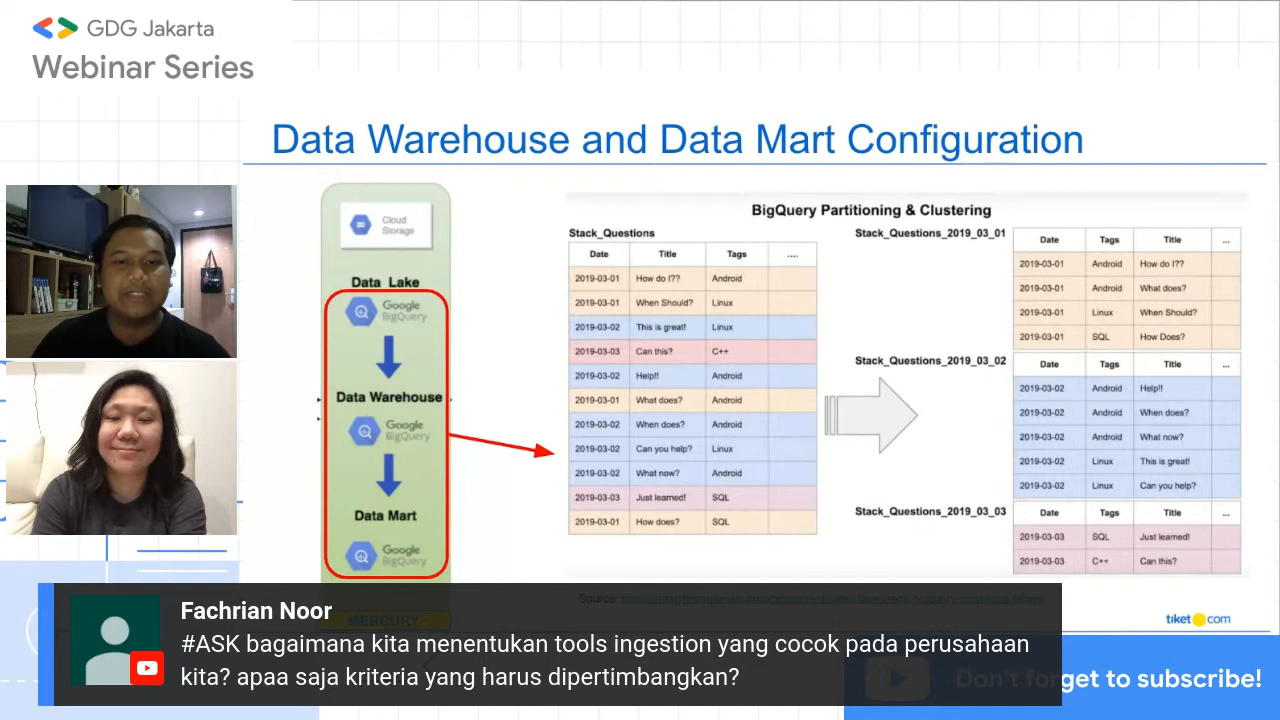 GDG Jakarta
Webinar Series
Data Warehouse and Data Mart Configuration
Cloud
Storage
Data Lake
Google
BigQuery
Data Warehouse
Google
BigQuery
Data Mart
Google
BigQuery
MERCURY
BigQuery Partitioning & Clustering
Stack_Questions
Date Title Tags ....
2019-03-01 How do I?? Android
2019-03-01 When Should? Linux
2019-03-02 This is great! Linux
2019-03-03 Can this? C++
2019-03-02 Help!! Android
2019-03-01 What does? Android
2019-03-02 When does? Android
2019-03-02 Can you help? Linux
2019-03-02 What now? Android
2019-03-03 Just learned! SQL
2019-03-01 How does? SQL
Stack_Questions_2019_03_01
Date Tags Title ...
2019-03-01 Android How do I??
2019-03-01 Android What does?
2019-03-01 Linux When Should?
2019-03-01 SQL How Does?
Stack_Questions_2019_03_02
Date Tags Title ...
2019-03-02 Android Help!!
2019-03-02 Android When does?
2019-03-02 Android What now?
2019-03-02 Linux This is great!
2019-03-02 Linux Can you help?
Stack_Questions_2019_03_03
Date Tags Title ...
2019-03-03 SQL Just learned!
2019-03-03 C++ Can this?
Source:
tiket.com
Fachrian Noor
#ASK bagaimana kita menentukan tools ingestion yang cocok pada perusahaan
kita? apaa saja kriteria yang harus dipertimbangkan?
Don't forget to subscribe!